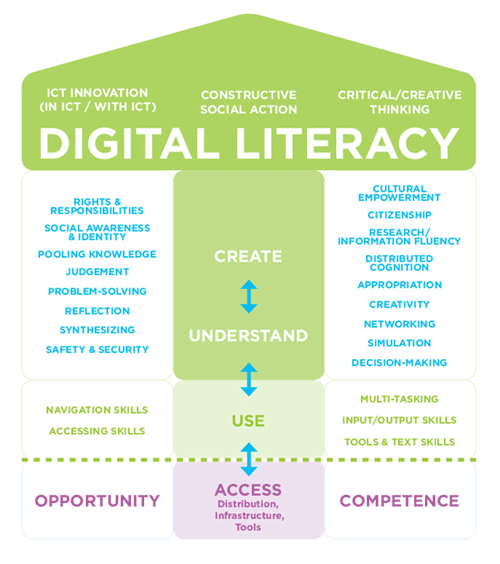 ICT INNOVATION
(IN ICT / WITH ICT)
CONSTRUCTIVE
SOCIAL ACTION
CRITICAL/CREATIVE
THINKING
DIGITAL LITERACY
RIGHTS &
RESPONSIBILITIES
SOCIAL AWARENESS
& IDENTITY
POOLING KNOWLEDGE
JUDGEMENT
PROBLEM-SOLVING
REFLECTION
SYNTHESIZING
SAFETY & SECURITY
CREATE
UNDERSTAND
CULTURAL
EMPOWERMENT
CITIZENSHIP
RESEARCH/
INFORMATION FLUENCY
DISTRIBUTED
COGNITION
APPROPRIATION
CREATIVITY
NETWORKING
SIMULATION
DECISION-MAKING
NAVIGATION SKILLS
ACCESSING SKILLS
USE
MULTI-TASKING
INPUT/OUTPUT SKILLS
TOOLS & TEXT SKILLS
OPPORTUNITY
ACCESS
Distribution,
Infrastructure,
Tools
COMPETENCE